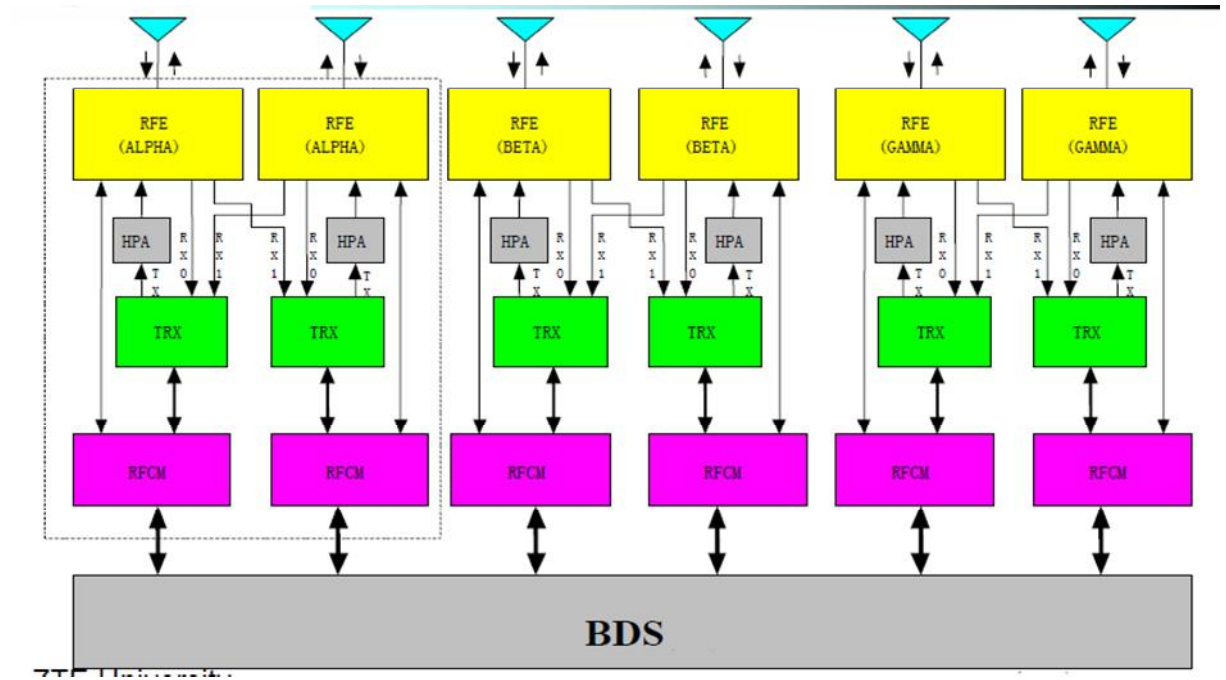 RFE
(ALPHA)
RFE
(ALPHA)
RFE
(BETA)
RFE
(BETA)
RFE
(GAMMA)
RFE
(GAMMA)
HPA
RX0
RX1
RX1
RX0
HPA
HPA
RX0
RX1
RX1
RX0
HPA
HPA
RX0
RX1
RX1
RX0
HPA
TX
TX
TX
TX
TX
TX
TRX
TRX
TRX
TRX
TRX
TRX
RFCM
RFCM
RFCM
RFCM
RFCM
RFCM
BDS
ZTE University